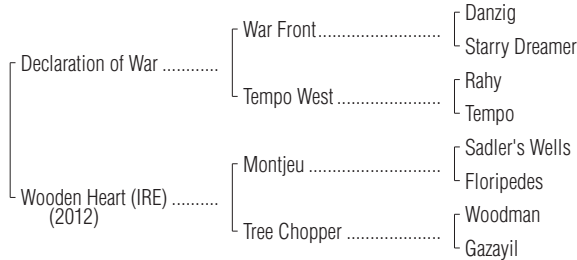 Danzig
War Front....................
Starry Dreamer
Declaration of War ............
Rahy
Tempo West .................
Tempo
Sadler's Wells
Montjeu ......................
Floripedes
Wooden Heart (IRE) ..........
(2012)
Woodman
Tree Chopper ................
Gazayil